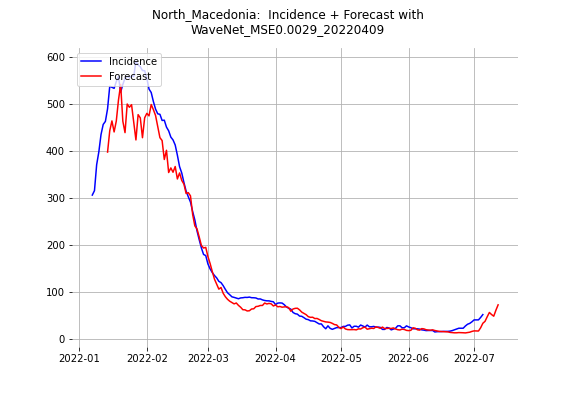 North_Macedonia:  Incidence + Forecast with
WaveNet_MSE0.0029_20220409
600
500
400
300
200
100
0
Incidence
Forecast
2022-01 2022-02 2022-03 2022-04 2022-05 2022-06 2022-07